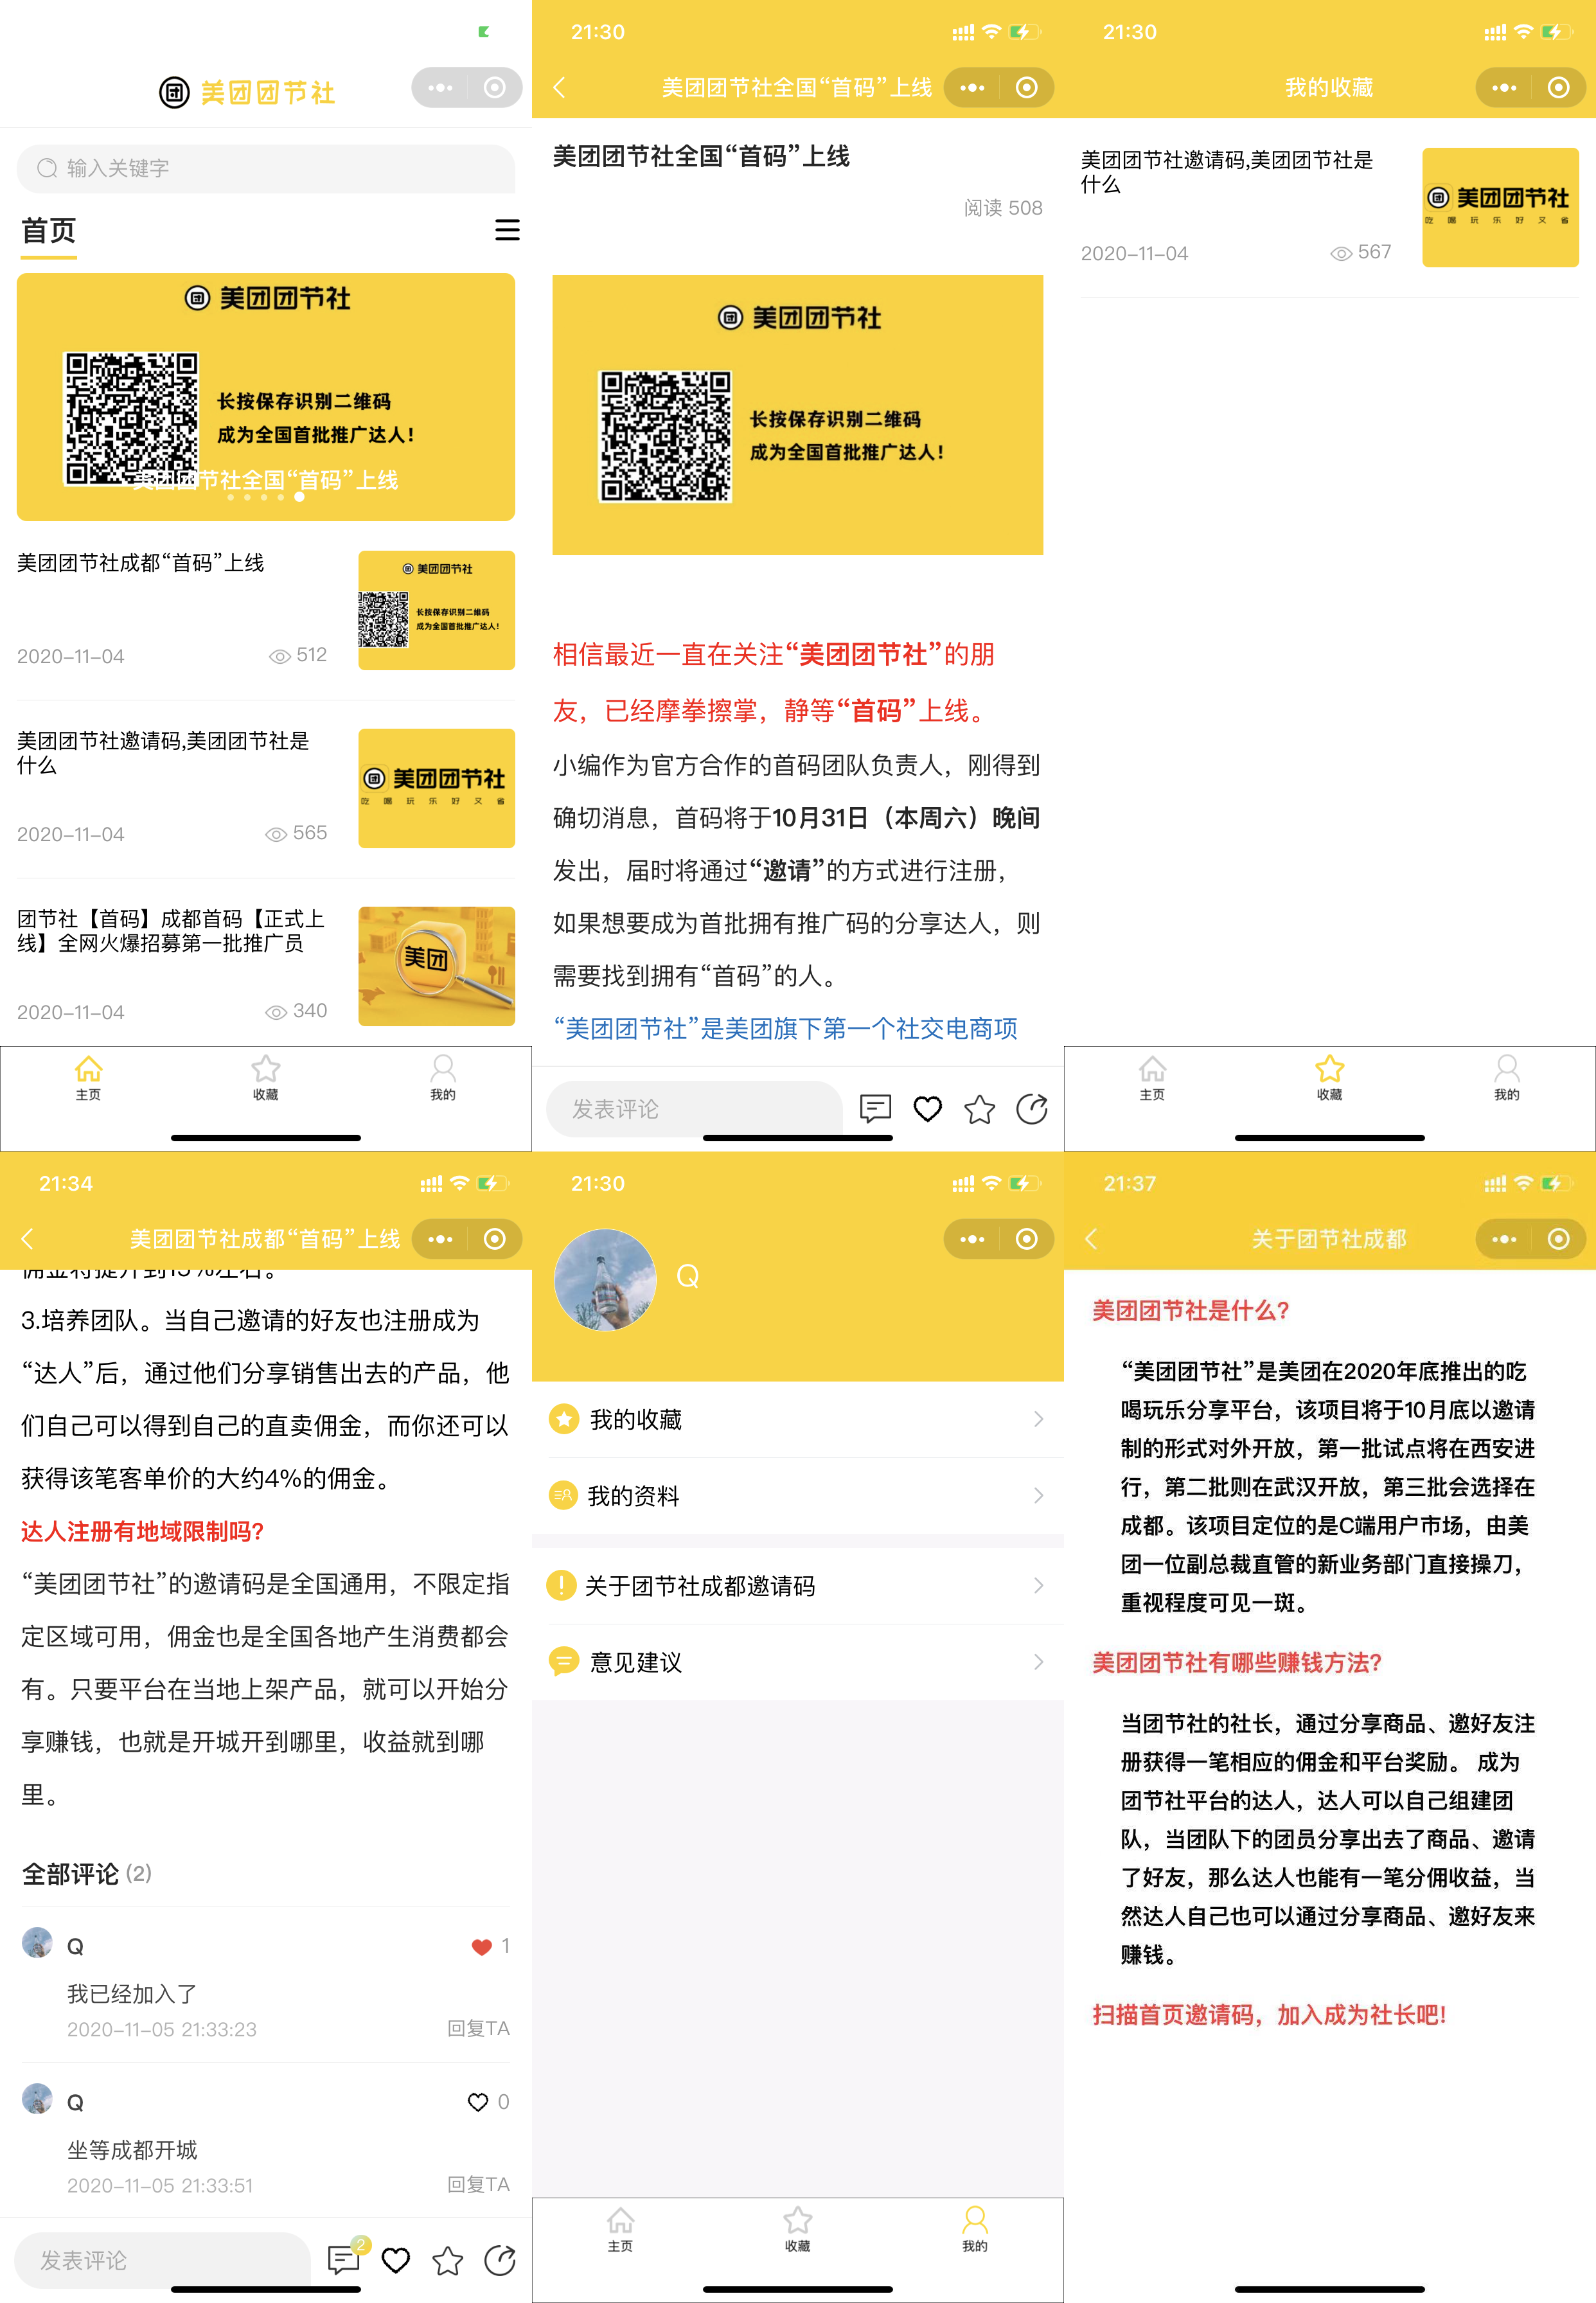 美团团节社
输入关键字
首页
美团团节社
长按保存识别二维码
成为全国首批推广达人！
美团团节社全国“首码”上线
美团团节社成都“首码”上线
2020-11-04
512
美团团节社
长按保存识别二维码
成为全国首批推广达人！
美团团节社邀请码,美团团节社是
什么
2020-11-04
565
美团团节社
吃 喝 玩 乐 好 又 省
团节社【首码】成都首码【正式上
线】全网火爆招募第一批推广员
2020-11-04
340
美团
主页
收藏
我的
21:30
美团团节社全国“首码”上线
美团团节社全国“首码”上线
阅读 508
美团团节社
长按保存识别二维码
成为全国首批推广达人！
相信最近一直在关注“美团团节社”的朋
友，已经摩拳擦掌，静等“首码”上线。
小编作为官方合作的首码团队负责人，刚得到
确切消息，首码将于10月31日（本周六）晚间
发出，届时将通过“邀请”的方式进行注册，
如果想要成为首批拥有推广码的分享达人，则
需要找到拥有“首码”的人。
“美团团节社”是美团旗下第一个社交电商项
发表评论
21:30
我的收藏
美团团节社邀请码,美团团节社是
什么
2020-11-04
567
美团团节社
吃 喝 玩 乐 好 又 省
主页
收藏
我的
21:34
美团团节社成都“首码”上线
佣金将提升到15%左右。
3.培养团队。当自己邀请的好友也注册成为
“达人”后，通过他们分享销售出去的产品，他
们自己可以得到自己的直卖佣金，而你还可以
获得该笔客单价的大约4%的佣金。
达人注册有地域限制吗?
“美团团节社”的邀请码是全国通用，不限定指
定区域可用，佣金也是全国各地产生消费都会
有。只要平台在当地上架产品，就可以开始分
享赚钱，也就是开城开到哪里，收益就到哪
里。
全部评论 (2)
Q
1
我已经加入了
2020-11-05 21:33:23
回复TA
Q
0
坐等成都开城
2020-11-05 21:33:51
回复TA
发表评论
2
21:30
Q
我的收藏
我的资料
关于团节社成都邀请码
意见建议
主页
收藏
我的
21:37
关于团节社成都
美团团节社是什么?
“美团团节社”是美团在2020年底推出的吃
喝玩乐分享平台，该项目将于10月底以邀请
制的形式对外开放，第一批试点将在西安进
行，第二批则在武汉开放，第三批会选择在
成都。该项目定位的是C端用户市场，由美
团一位副总裁直管的新业务部门直接操刀，
重视程度可见一斑。
美团团节社有哪些赚钱方法?
当团节社的社长，通过分享商品、邀好友注
册获得一笔相应的佣金和平台奖励。 成为
团节社平台的达人，达人可以自己组建团
队，当团队下的团员分享出去了商品、邀请
了好友，那么达人也能有一笔分佣收益，当
然达人自己也可以通过分享商品、邀好友来
赚钱。
扫描首页邀请码，加入成为社长吧!